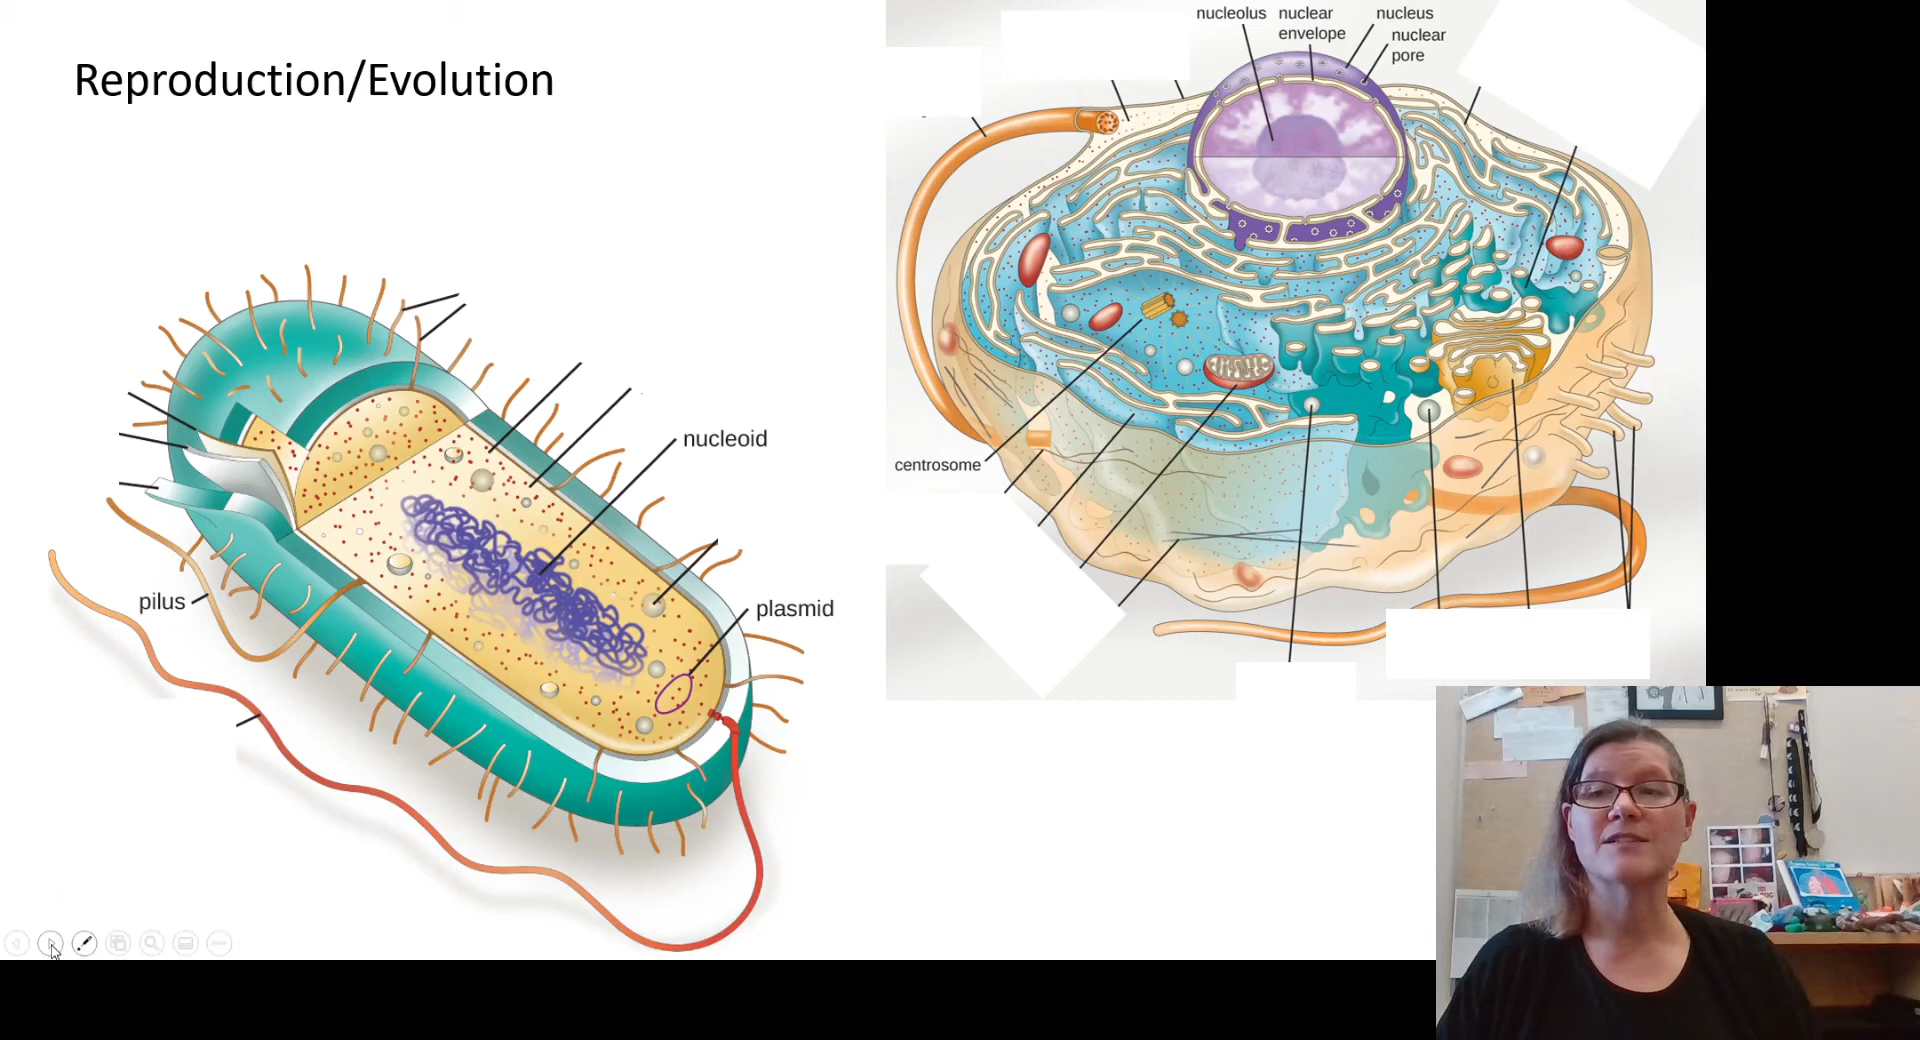 Reproduction/Evolution
nucleolus
nuclear
envelope
nucleus
nuclear
pore
centrosome
nucleoid
plasmid
pilus